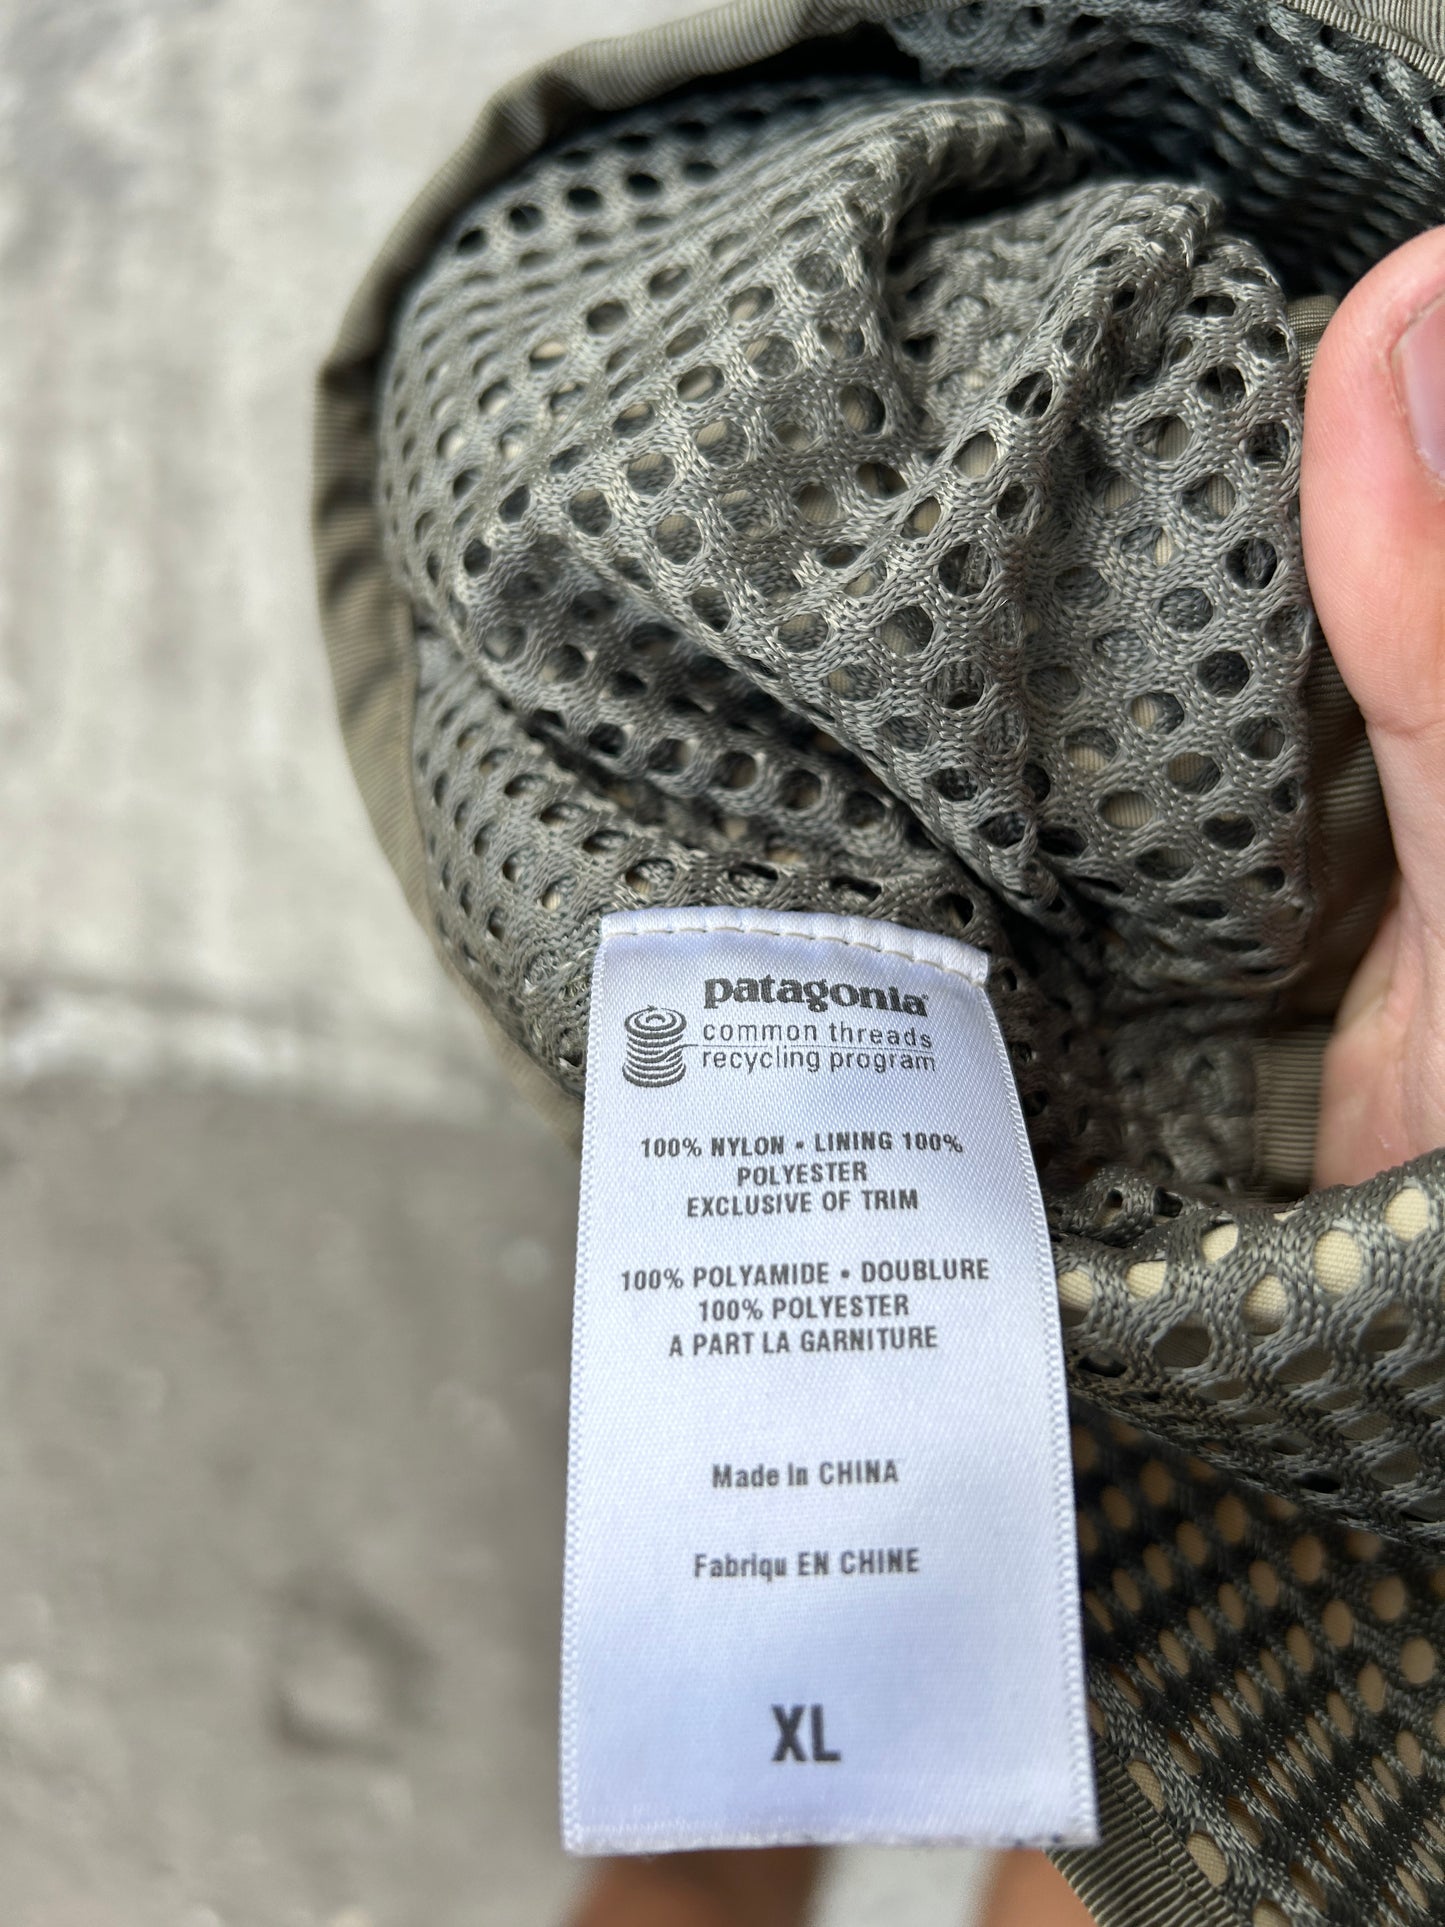 patagonia
common threads
recycling program
100% NYLON • LINING 100%
POLYESTER
EXCLUSIVE OF TRIM
100% POLYAMIDE • DOUBLURE
100% POLYESTER
A PART LA GARNITURE
Made In CHINA
Fabriqu EN CHINE
XL